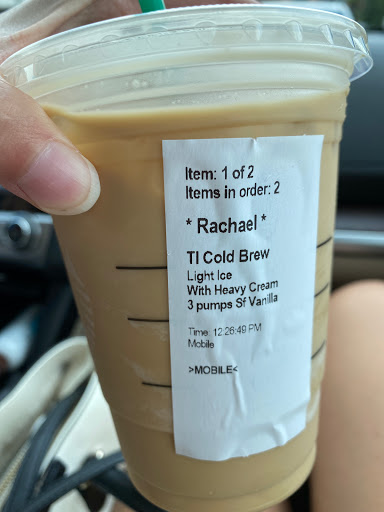 Item: 1 of 2
Items in order: 2
* Rachael *
TI Cold Brew
Light Ice
With Heavy Cream
3 pumps Sf Vanilla
Time: 12:26:49 PM
Mobile
>MOBILE<